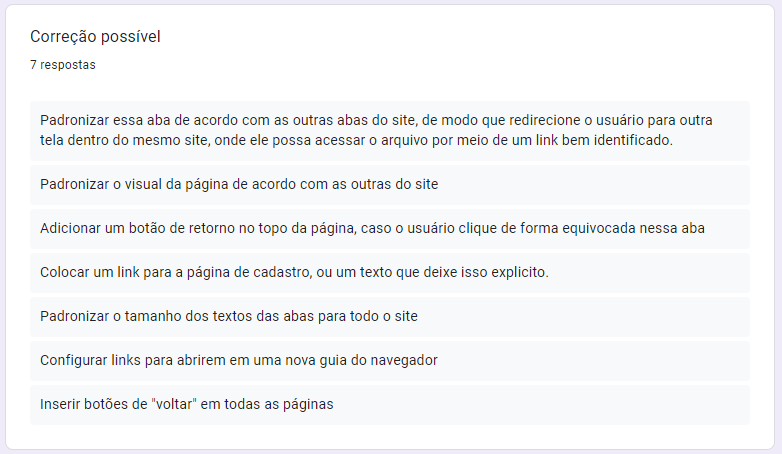 Correção possível
7 respostas
Padronizar essa aba de acordo com as outras abas do site, de modo que redirecione o usuário para outra
tela dentro do mesmo site, onde ele possa acessar o arquivo por meio de um link bem identificado.
Padronizar o visual da página de acordo com as outras do site
Adicionar um botão de retorno no topo da página, caso o usuário clique de forma equivocada nessa aba
Colocar um link para a página de cadastro, ou um texto que deixe isso explicito.
Padronizar o tamanho dos textos das abas para todo o site
Configurar links para abrirem em uma nova guia do navegador
Inserir botões de "voltar" em todas as páginas